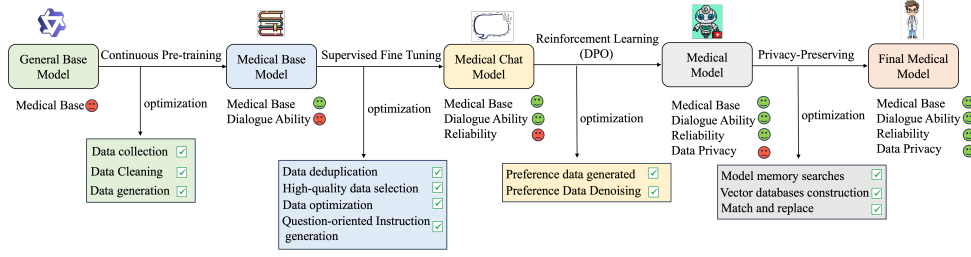 General Base
Model
Continuous Pre-training
Medical Base
Model
Supervised Fine Tuning
Medical Chat
Model
Reinforcement Learning
(DPO)
Medical
Model
Privacy-Preserving
Final Medical
Model
Medical Base
optimization
Data collection
Data Cleaning
Data generation
Medical Base
Dialogue Ability
optimization
Data deduplication
High-quality data selection
Data optimization
Question-oriented Instruction
generation
Medical Base
Dialogue Ability
Reliability
optimization
Preference data generated
Preference Data Denoising
Medical Base
Dialogue Ability
Reliability
Data Privacy
optimization
Model memory searches
Vector databases construction
Match and replace
Medical Base
Dialogue Ability
Reliability
Data Privacy